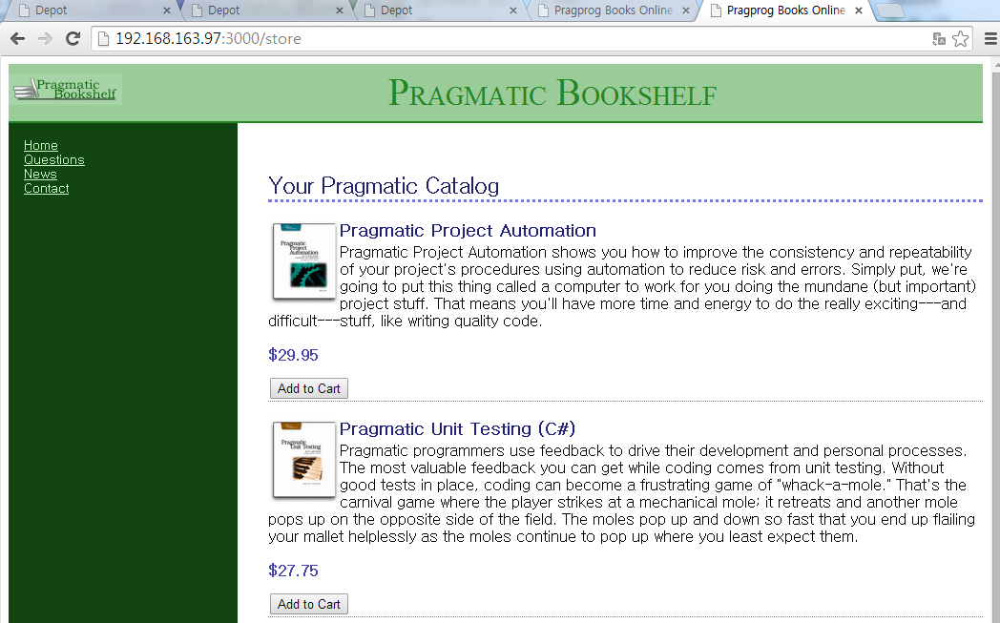 Depot
Depot
Depot
Pragprog Books Online
Pragprog Books Online
192.168.163.97:3000/store
Pragmatic
Bookshelf
PRAGMATIC BOOKSHELF
Home
Questions
News
Contact
Your Pragmatic Catalog
Pragmatic
Project
Automation
Pragmatic Project Automation
Pragmatic Project Automation shows you how to improve the consistency and repeatability
of your project's procedures using automation to reduce risk and errors. Simply put, we're
going to put this thing called a computer to work for you doing the mundane (but important)
project stuff. That means you'll have more time and energy to do the really exciting---and
difficult---stuff, like writing quality code.
$29.95
Add to Cart
Pragmatic
Unit Testing
Pragmatic Unit Testing (C#)
Pragmatic programmers use feedback to drive their development and personal processes.
The most valuable feedback you can get while coding comes from unit testing. Without
good tests in place, coding can become a frustrating game of "whack-a-mole." That's the
carnival game where the player strikes at a mechanical mole; it retreats and another mole
pops up on the opposite side of the field. The moles pop up and down so fast that you end up flailing
your mallet helplessly as the moles continue to pop up where you least expect them.
$27.75
Add to Cart